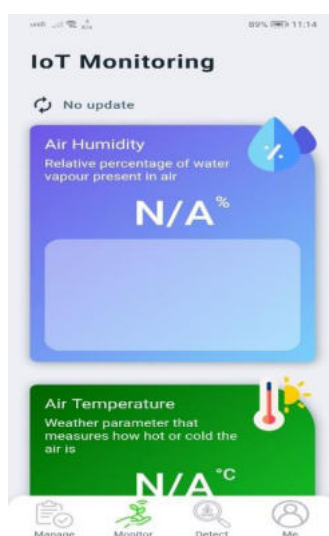 unifi 89% 11:14
IoT Monitoring
No update
Air Humidity
%
Relative percentage of water
vapour present in air
N/A%
Air Temperature
Weather parameter that
measures how hot or cold the
air is
N/A°C
Manage Monitor Detect Me